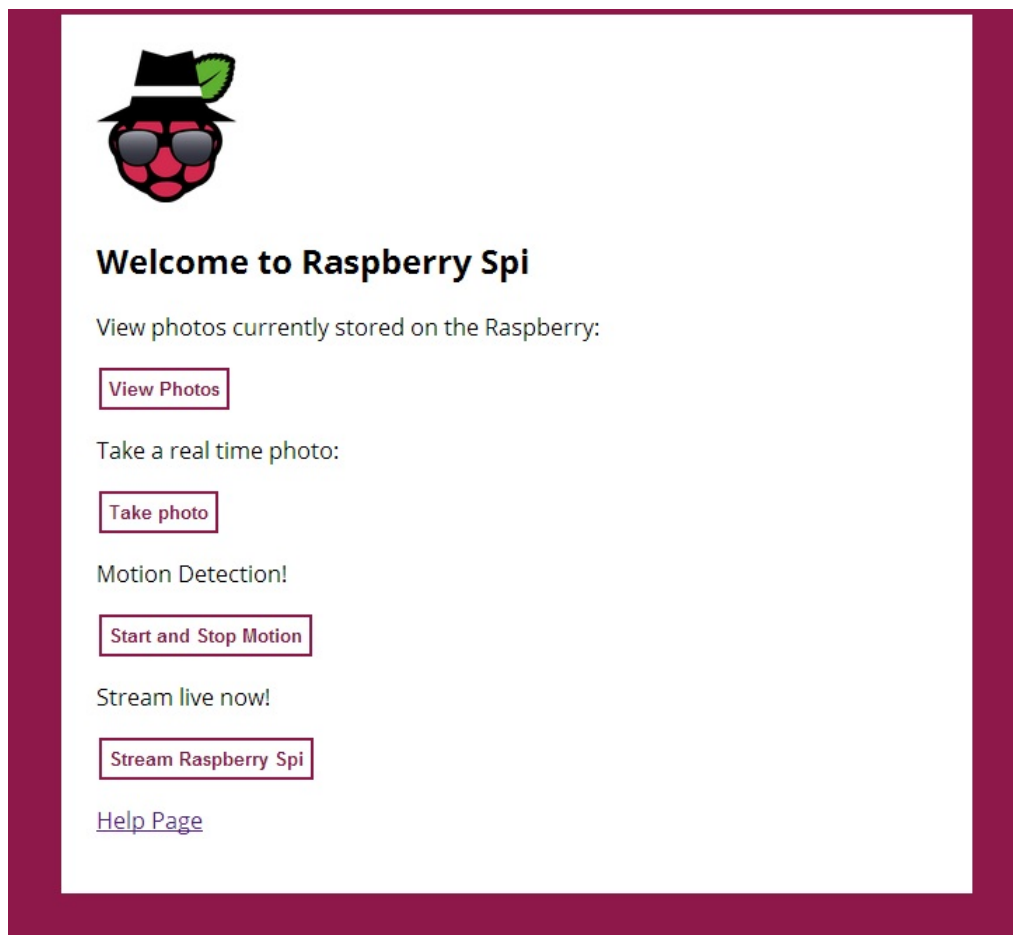 Welcome to Raspberry Spi
View photos currently stored on the Raspberry:
View Photos
Take a real time photo:
Take photo
Motion Detection!
Start and Stop Motion
Stream live now!
Stream Raspberry Spi
Help Page